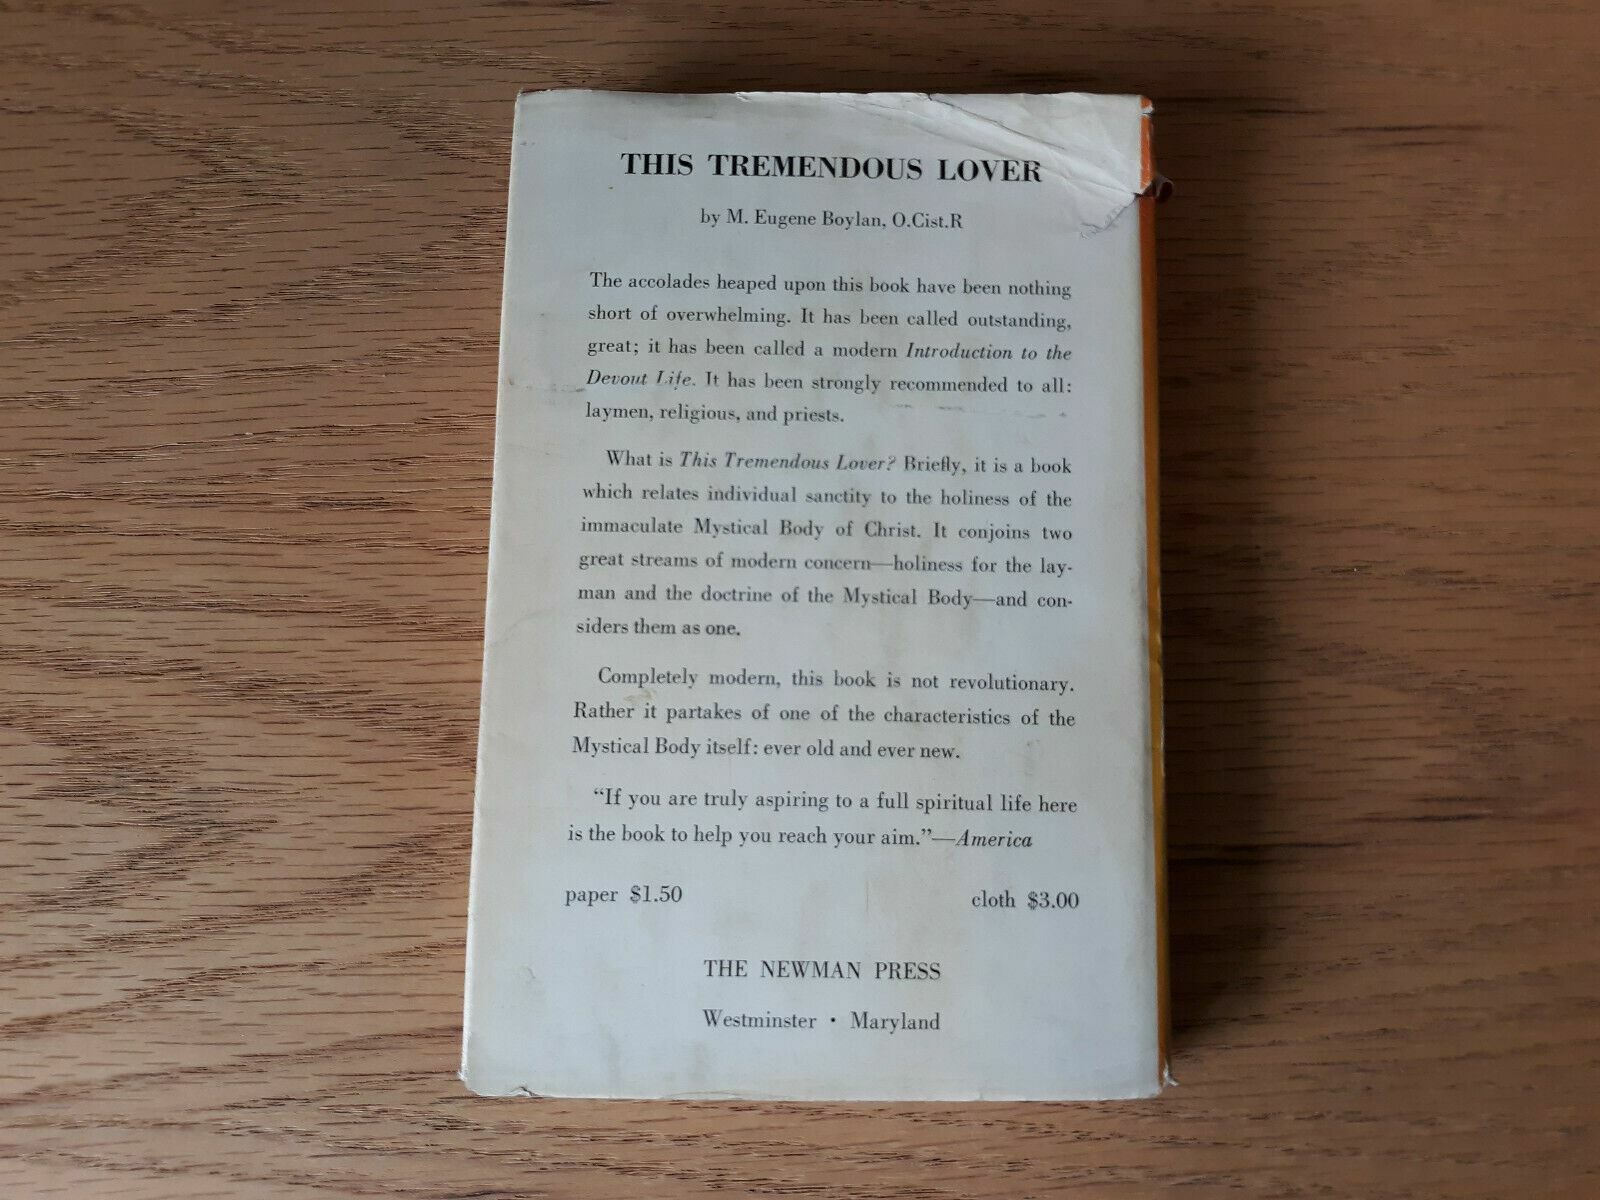 THIS TREMENDOUS LOVER
by M. Eugene Boylan, O.Cist.R
The accolades heaped upon this book have been nothing
short of overwhelming. It has been called outstanding,
great; it has been called a modern Introduction to the
Devout Life. It has been strongly recommended to all:
laymen, religious, and priests.
What is This Tremendous Lover? Briefly, it is a book
which relates individual sanctity to the holiness of the
immaculate Mystical Body of Christ. It conjoins two
great streams of modern concern—holiness for the lay-
man and the doctrine of the Mystical Body—and con-
siders them as one.
Completely modern, this book is not revolutionary.
Rather it partakes of one of the characteristics of the
Mystical Body itself: ever old and ever new.
“If you are truly aspiring to a full spiritual life here
is the book to help you reach your aim.”—America
paper $1.50 cloth $3.00
THE NEWMAN PRESS
Westminster • Maryland